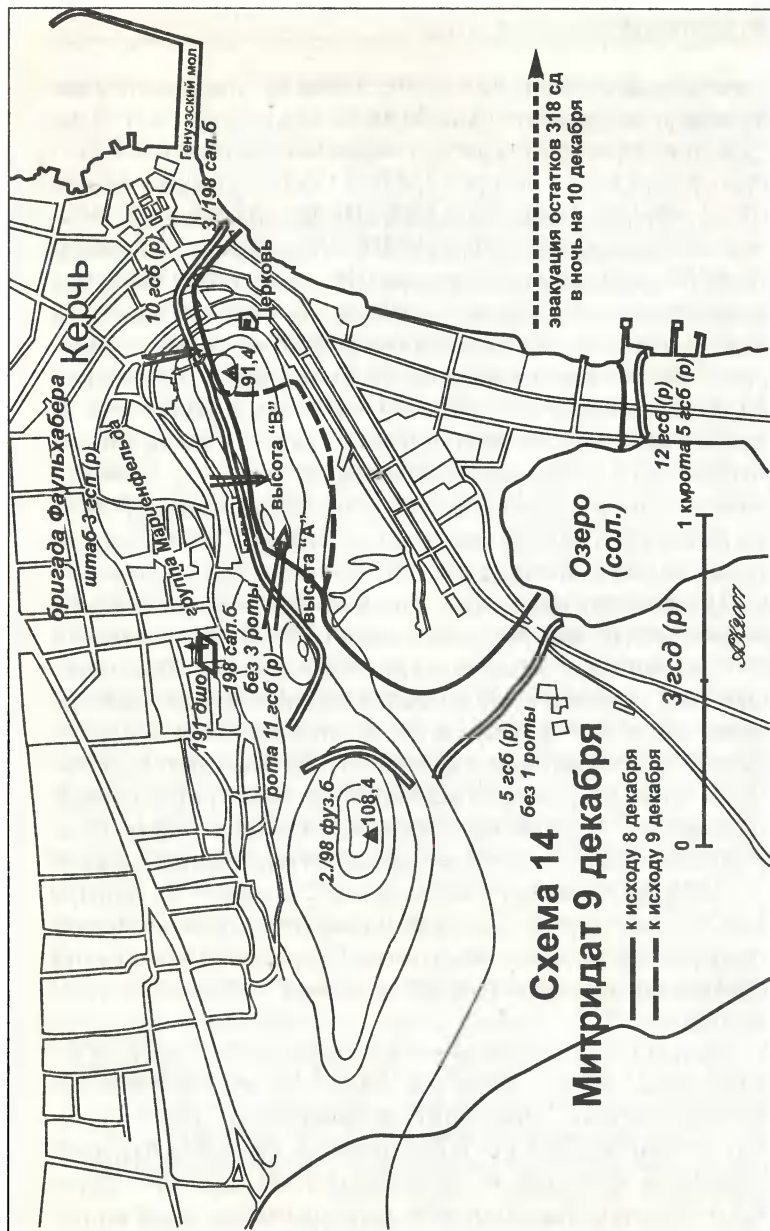 Генуэзский мол
Керчь
10 гсб (р)
3./198 сап.б
Церковь
91,4
бригада Фаульхабера
штаб 3 гсп (р)
группа Маршенфельда
191 дшо
198 сап.б
без 3 роты
рота 11 гсб (р)
высота "А"
высота "В"
2./98 фуз.б
108,4
эвакуация остатков 318 сд
в ночь на 10 декабря
Озеро
(сол.)
12 гсб (р)
рота 5 гсб (р)
5 гсб (р)
без 1 роты
3 гсд (р)
0
1 км
Схема 14
Митридат 9 декабря
к исходу 8 декабря
к исходу 9 декабря